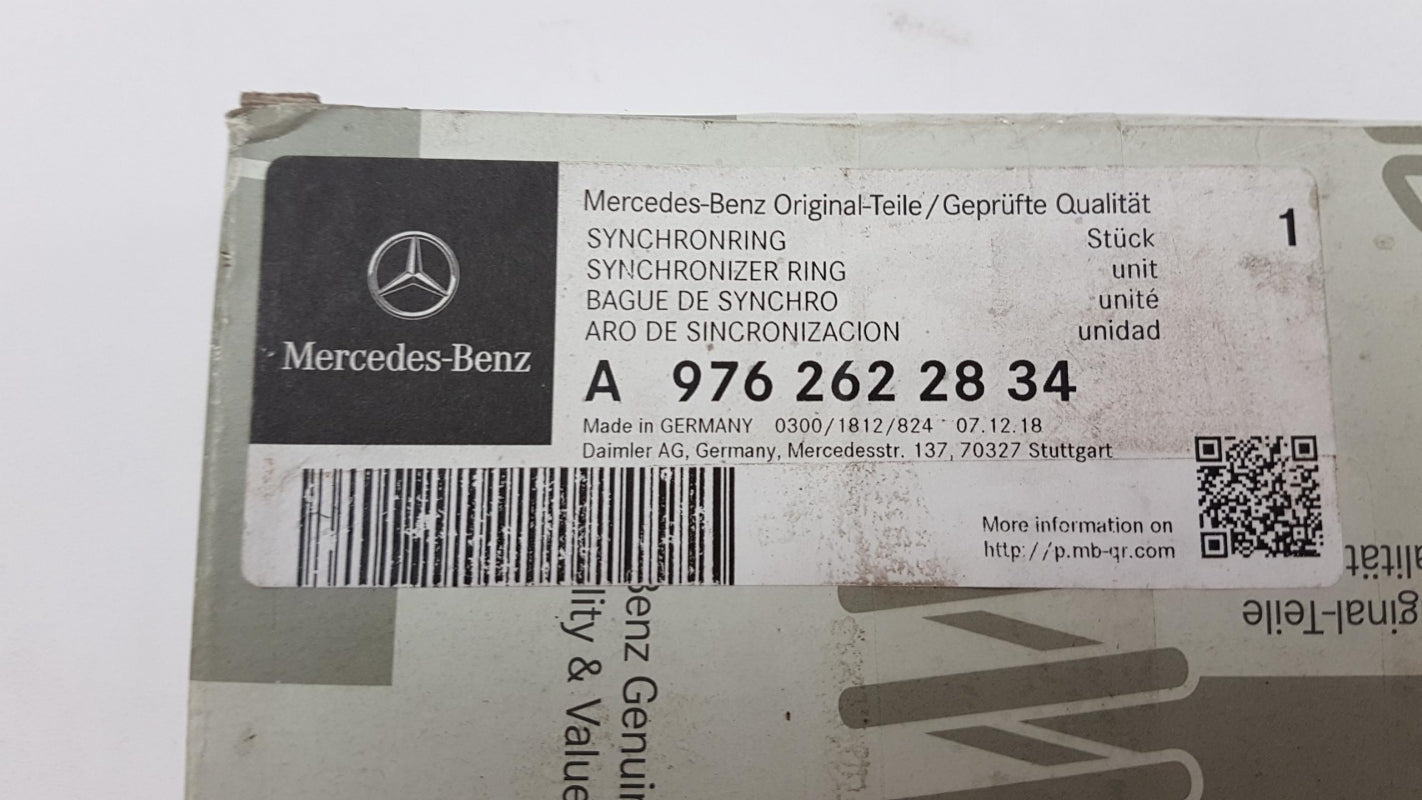 Mercedes-Benz
Mercedes-Benz Original-Teile/Geprüfte Qualität
SYNCHRONRING Stück 1
SYNCHRONIZER RING unit
BAGUE DE SYNCHRO unité
ARO DE SINCRONIZACION unidad
A 976 262 28 34
Made in GERMANY 0300/1812/824 07.12.18
Daimler AG, Germany, Mercedesstr. 137, 70327 Stuttgart
More information on
http://p.mb-qr.com
Benz Genuin
lity & Value
ginal-Teile
alität